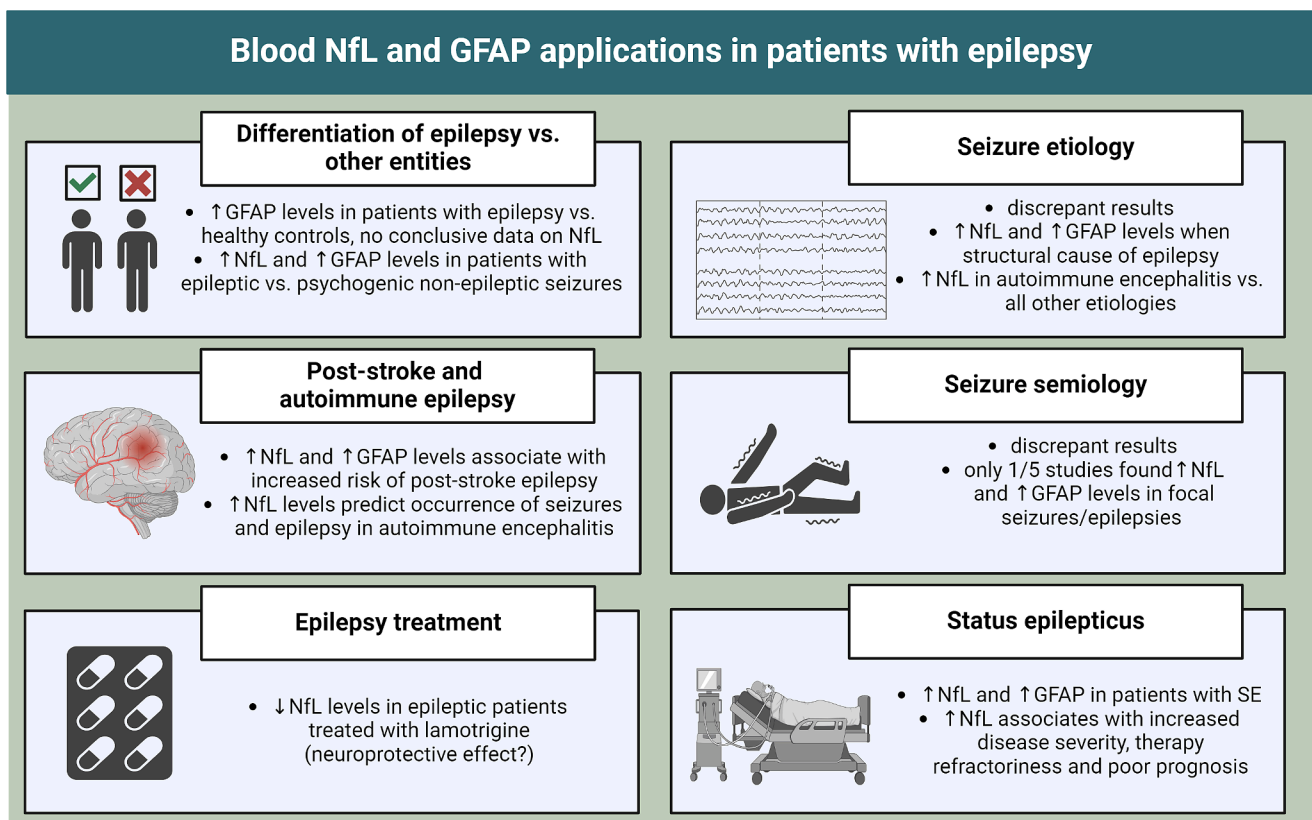 Blood NfL and GFAP applications in patients with epilepsy
Differentiation of epilepsy vs.
other entities
• ↑GFAP levels in patients with epilepsy vs.
healthy controls, no conclusive data on NfL
• ↑NfL and ↑GFAP levels in patients with
epileptic vs. psychogenic non-epileptic seizures
Seizure etiology
• discrepant results
• ↑NfL and ↑GFAP levels when
structural cause of epilepsy
• ↑NfL in autoimmune encephalitis vs.
all other etiologies
Post-stroke and
autoimmune epilepsy
• ↑NfL and ↑GFAP levels associate with
increased risk of post-stroke epilepsy
• ↑NfL levels predict occurrence of seizures
and epilepsy in autoimmune encephalitis
Seizure semiology
• discrepant results
• only 1/5 studies found↑NfL
and ↑GFAP levels in focal
seizures/epilepsies
Epilepsy treatment
• ↓NfL levels in epileptic patients
treated with lamotrigine
(neuroprotective effect?)
Status epilepticus
• ↑NfL and ↑GFAP in patients with SE
• ↑NfL associates with increased
disease severity, therapy
refractoriness and poor prognosis